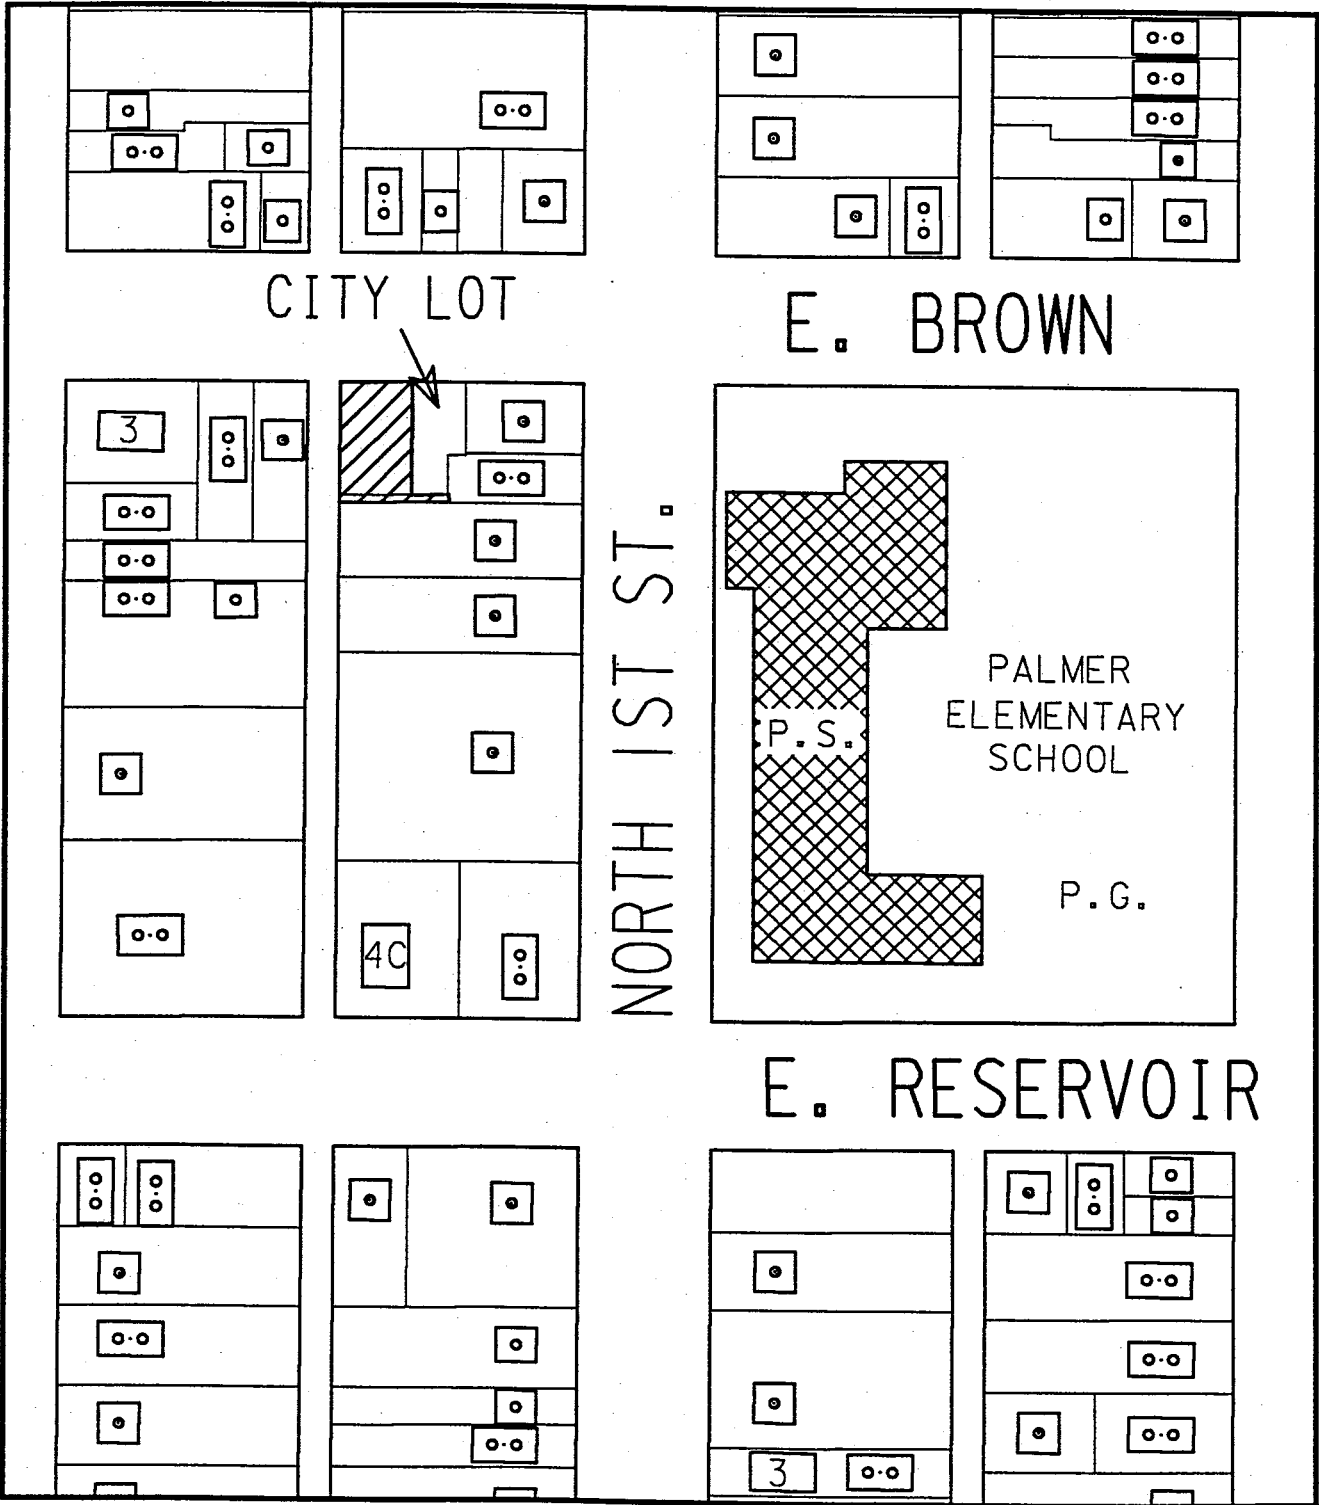 CITY LOT
E. BROWN
3
NORTH 1ST ST.
PALMER
ELEMENTARY
SCHOOL
P.S.
P.G.
4C
E. RESERVOIR
3